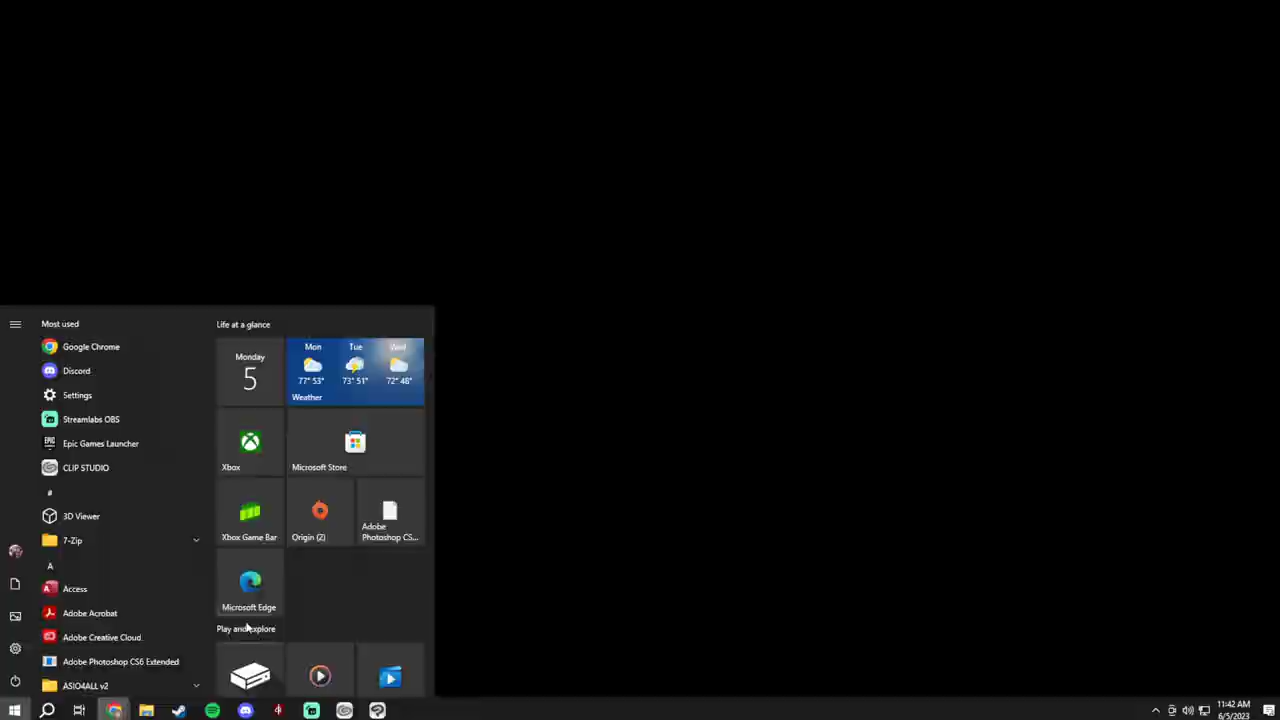 Most used
Google Chrome
Discord
Settings
Streamlabs OBS
Epic Games Launcher
CLIP STUDIO
#
3D Viewer
7-Zip
A
Access
Adobe Acrobat
Adobe Creative Cloud
Adobe Photoshop CS6 Extended
ASIO4ALL v2
Life at a glance
Monday
5
Mon Tue Wed
77° 53° 73° 51° 72° 48°
Weather
Xbox
Microsoft Store
Xbox Game Bar
Origin (2)
Adobe
Photoshop CS...
Microsoft Edge
Play and explore
11:42 AM
6/5/2023